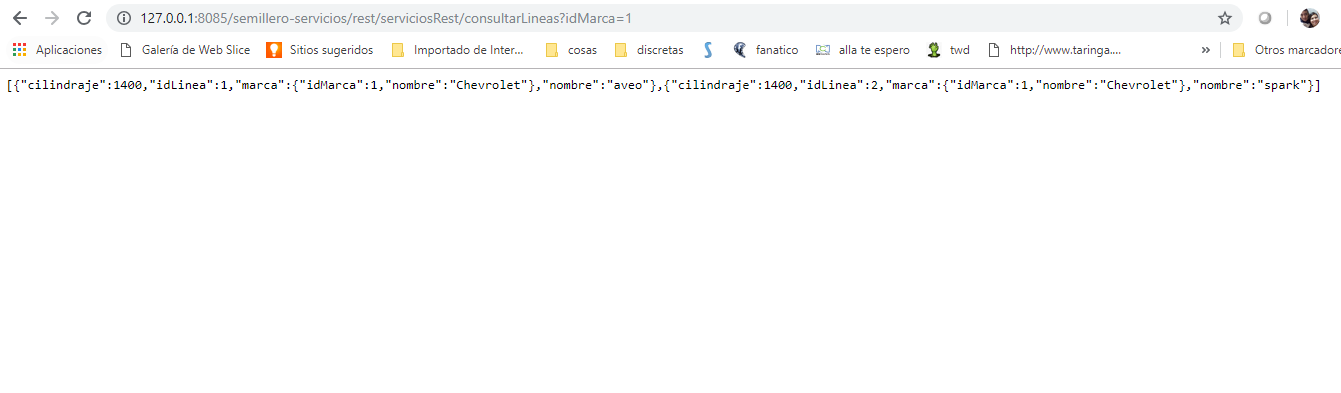 127.0.0.1:8085/semillero-servicios/rest/serviciosRest/consultarLineas?idMarca=1
Aplicaciones Galería de Web Slice Sitios sugeridos Importado de Inter... cosas discretas fanatico alla te espero twd http://www.taringa.... » Otros marcadore
[{"cilindraje":1400,"idLinea":1,"marca":{"idMarca":1,"nombre":"Chevrolet"},"nombre":"aveo"},{"cilindraje":1400,"idLinea":2,"marca":{"idMarca":1,"nombre":"Chevrolet"},"nombre":"spark"}]